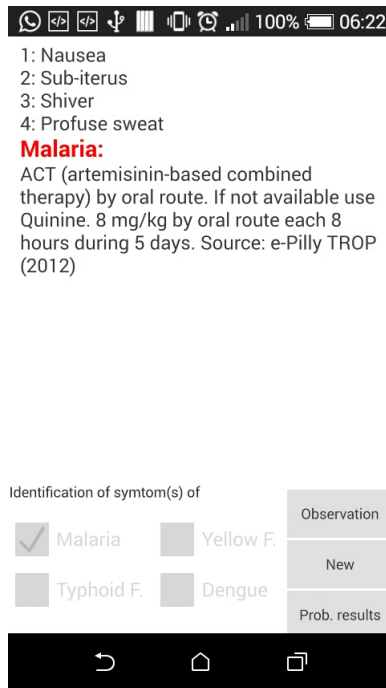 100% 06:22
1: Nausea
2: Sub-iterus
3: Shiver
4: Profuse sweat
Malaria:
ACT (artemisinin-based combined
therapy) by oral route. If not available use
Quinine. 8 mg/kg by oral route each 8
hours during 5 days. Source: e-Pilly TROP
(2012)
Identification of symtom(s) of
Malaria
Yellow F.
Typhoid F.
Dengue
Observation
New
Prob. results